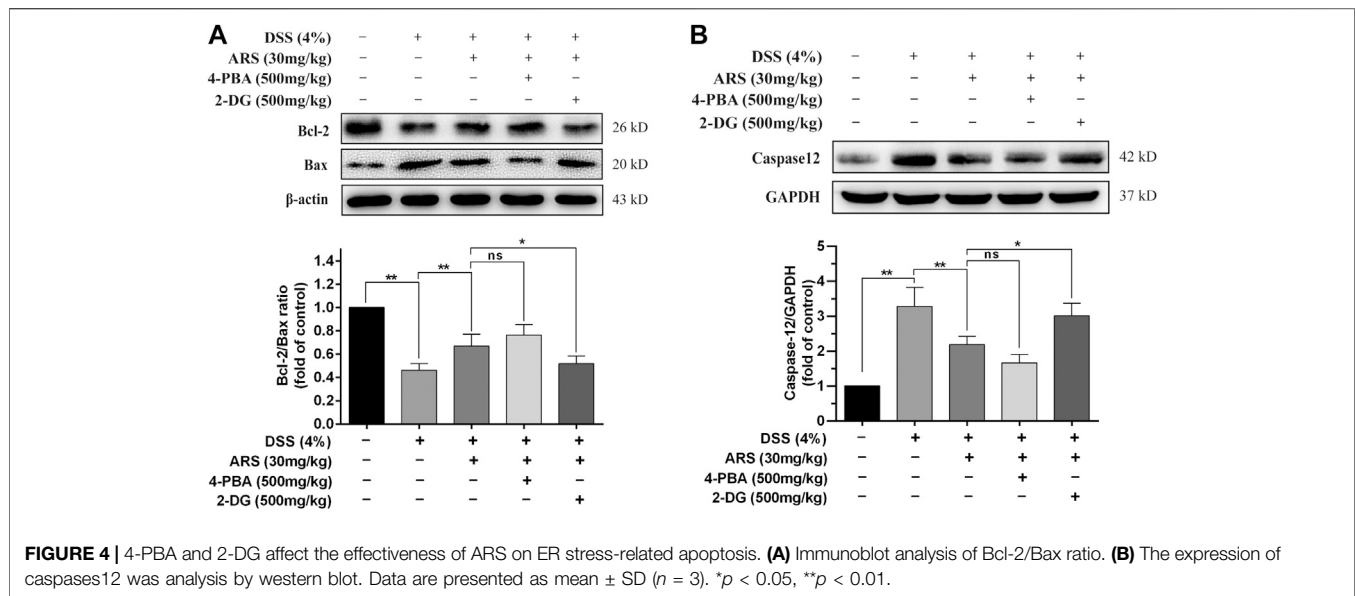 A
DSS (4%) – + + + +
ARS (30mg/kg) – – + + +
4-PBA (500mg/kg) – – – + –
2-DG (500mg/kg) – – – – +
Bcl-2 26 kD
Bax 20 kD
β-actin 43 kD
Bcl-2/Bax ratio
(fold of control)
1.4
1.2
1.0
0.8
0.6
0.4
0.2
0.0
** ** ns *
DSS (4%) – + + + +
ARS (30mg/kg) – – + + +
4-PBA (500mg/kg) – – – + –
2-DG (500mg/kg) – – – – +
B
DSS (4%) – + + + +
ARS (30mg/kg) – – + + +
4-PBA (500mg/kg) – – – + –
2-DG (500mg/kg) – – – – +
Caspase12 42 kD
GAPDH 37 kD
Caspase-12/GAPDH
(fold of control)
5
4
3
2
1
0
** ** ns *
DSS (4%) – + + + +
ARS (30mg/kg) – – + + +
4-PBA (500mg/kg) – – – + –
2-DG (500mg/kg) – – – – +
FIGURE 4 | 4-PBA and 2-DG affect the effectiveness of ARS on ER stress-related apoptosis. (A) Immunoblot analysis of Bcl-2/Bax ratio. (B) The expression of
caspases12 was analysis by western blot. Data are presented as mean ± SD (n = 3). *p < 0.05, **p < 0.01.